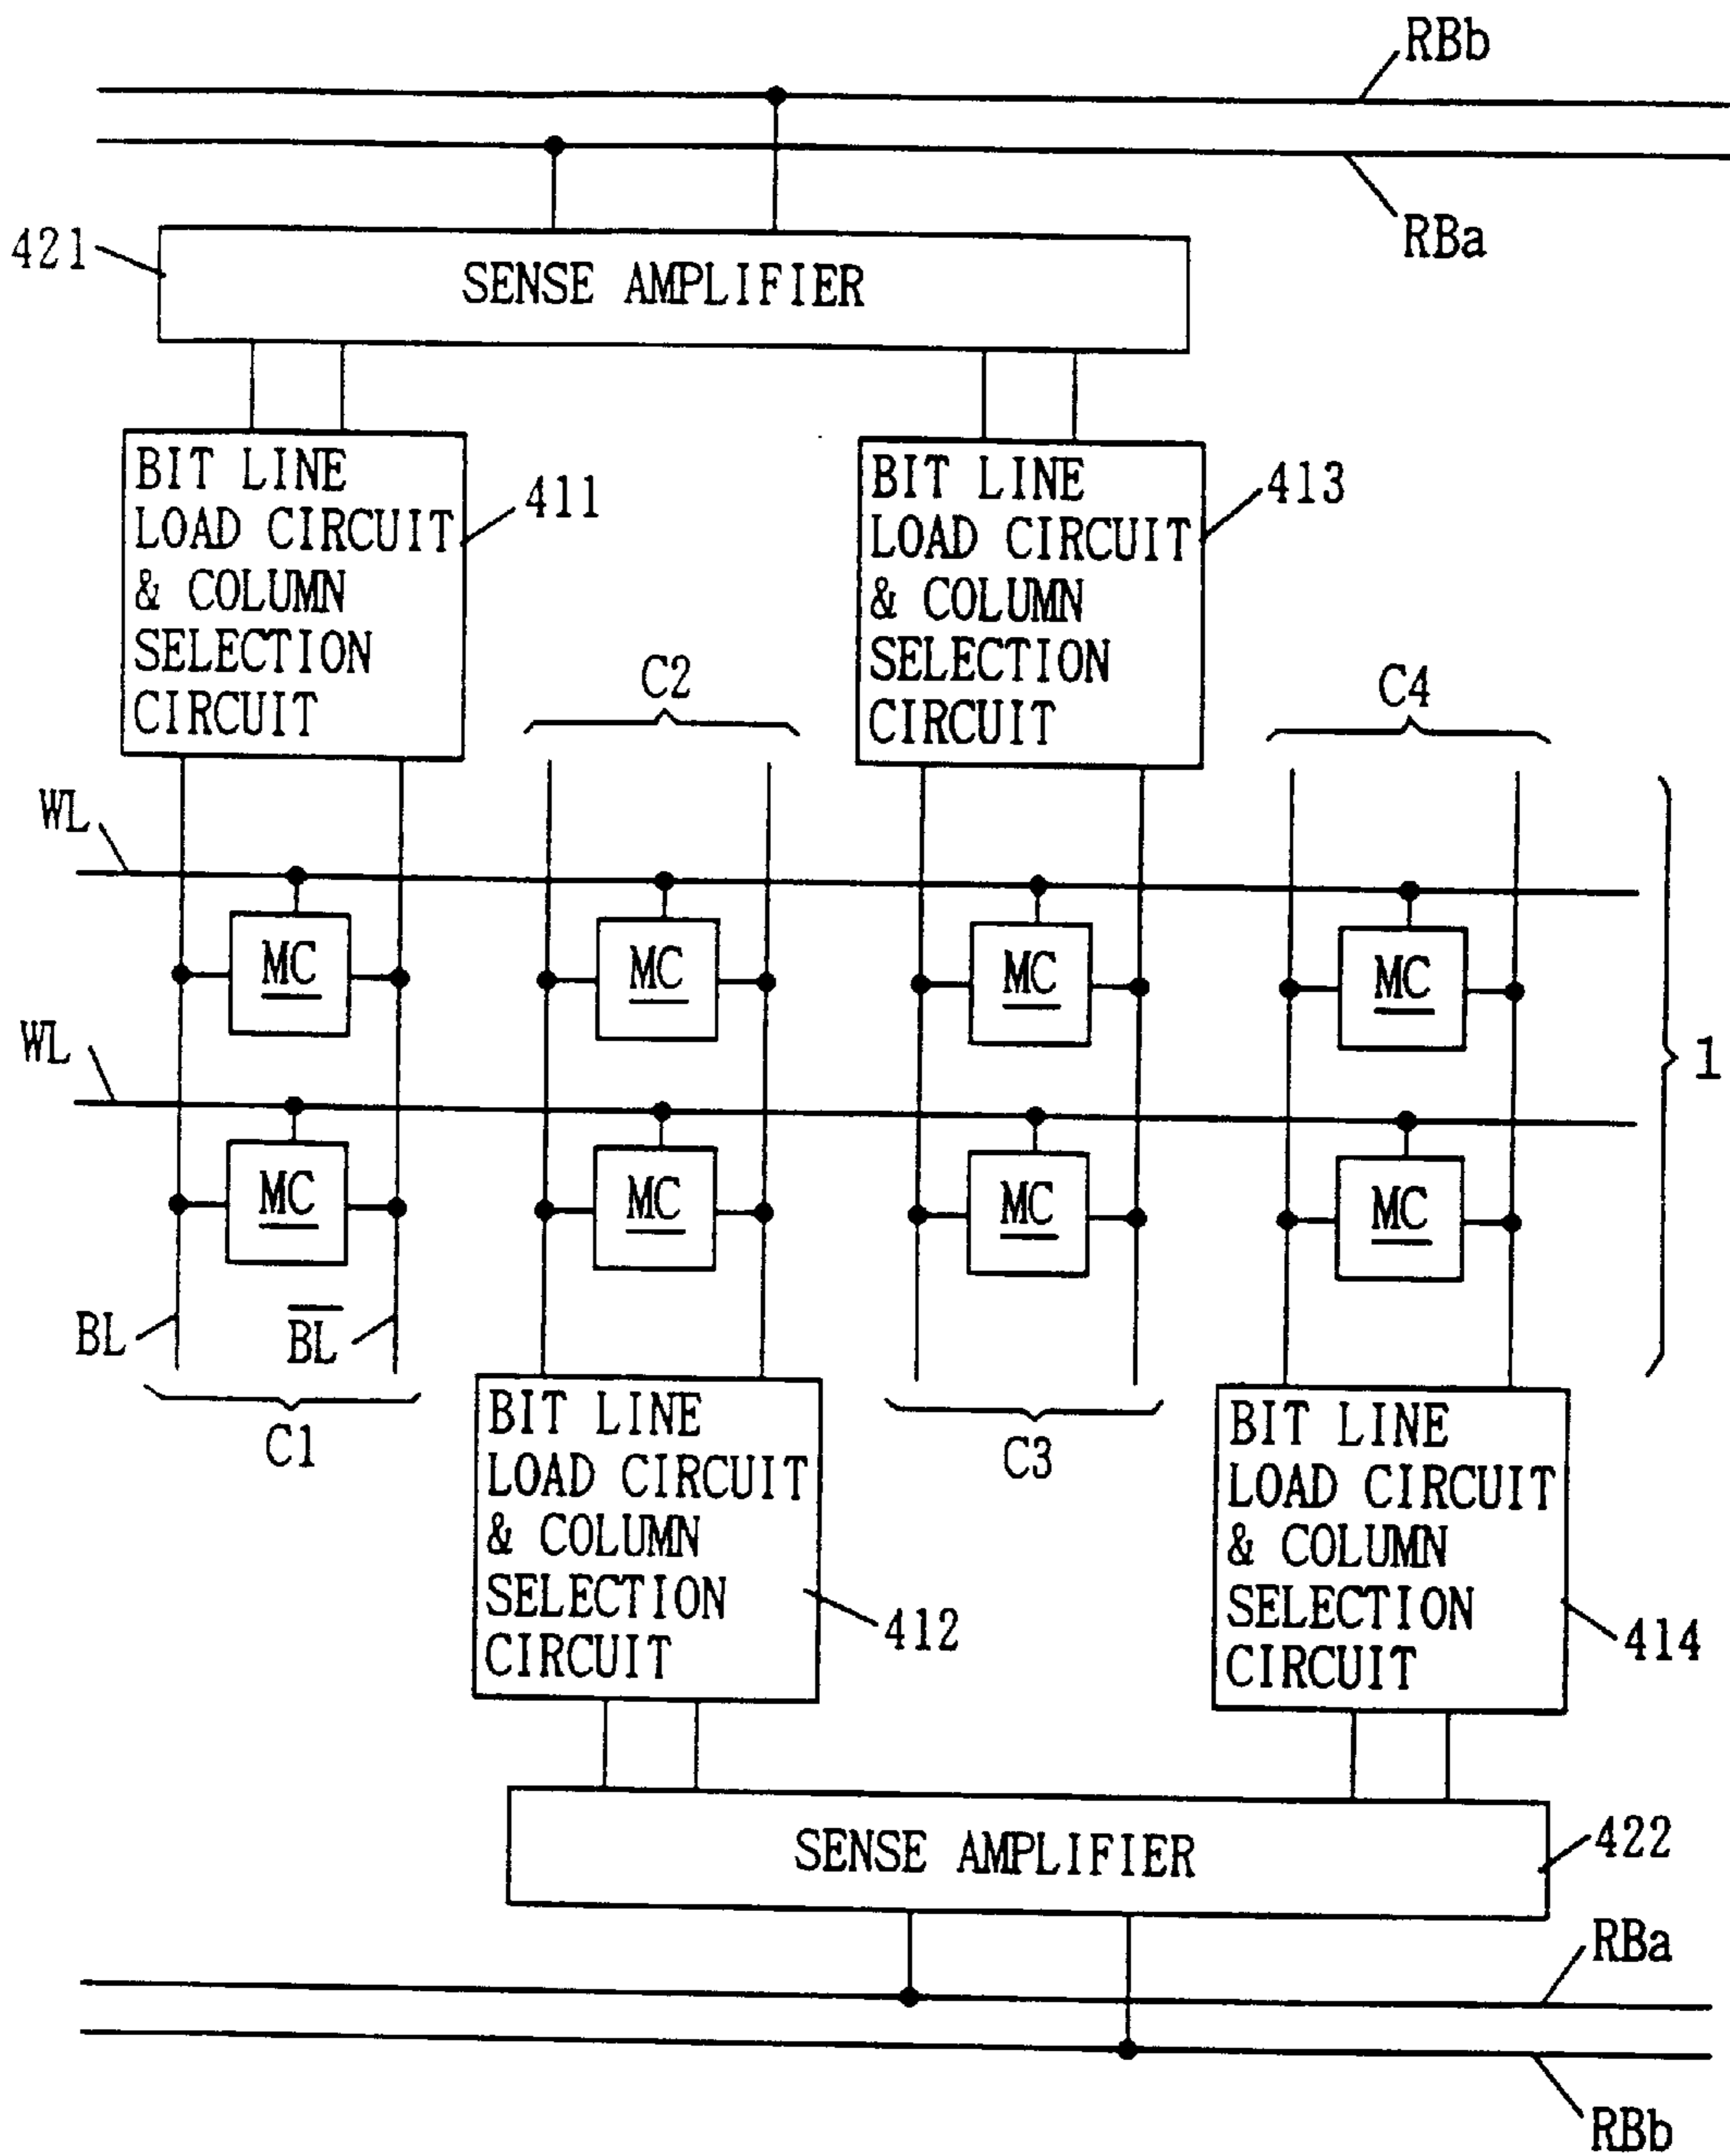 RBb
RBa
421
SENSE AMPLIFIER
BIT LINE
LOAD CIRCUIT
& COLUMN
SELECTION
CIRCUIT
411
BIT LINE
LOAD CIRCUIT
& COLUMN
SELECTION
CIRCUIT
413
C2
C4
WL
MC
MC
MC
MC
1
WL
MC
MC
MC
MC
BL
B̅L̅
C1
C3
BIT LINE
LOAD CIRCUIT
& COLUMN
SELECTION
CIRCUIT
412
BIT LINE
LOAD CIRCUIT
& COLUMN
SELECTION
CIRCUIT
414
SENSE AMPLIFIER
422
RBa
RBb